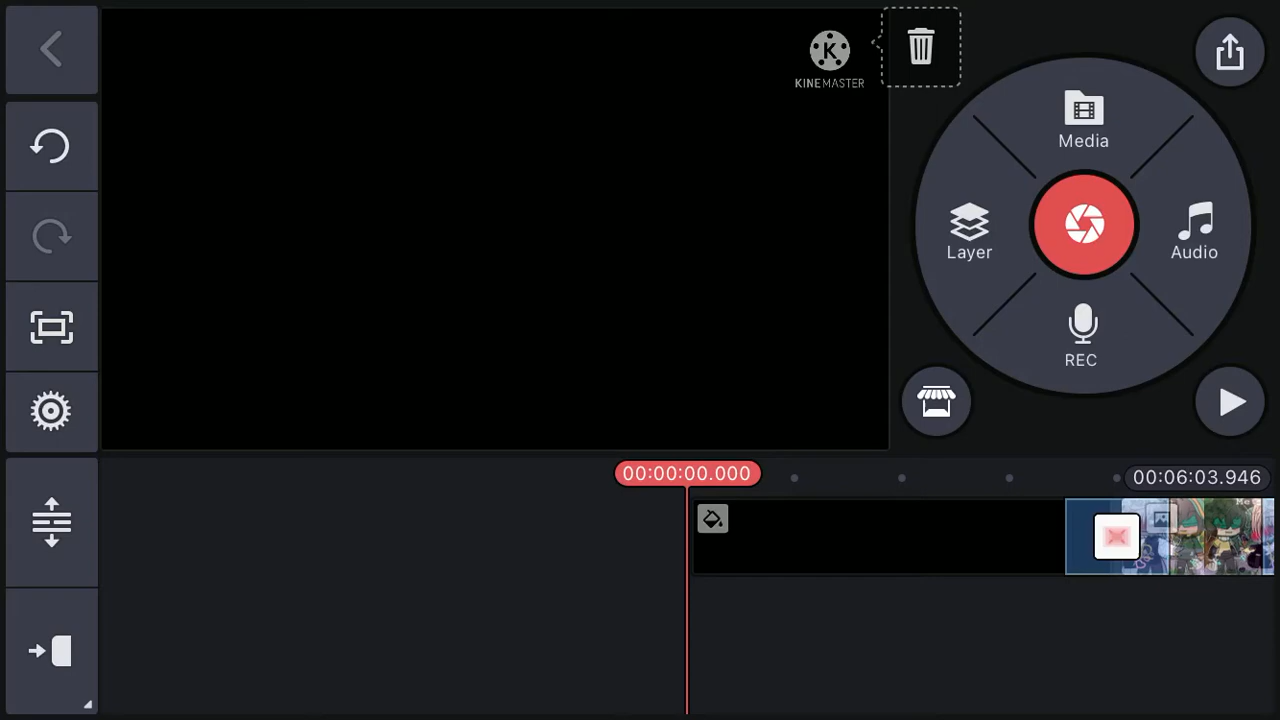 K
KINEMASTER
Media
Layer
Audio
REC
00:00:00.000
00:06:03.946